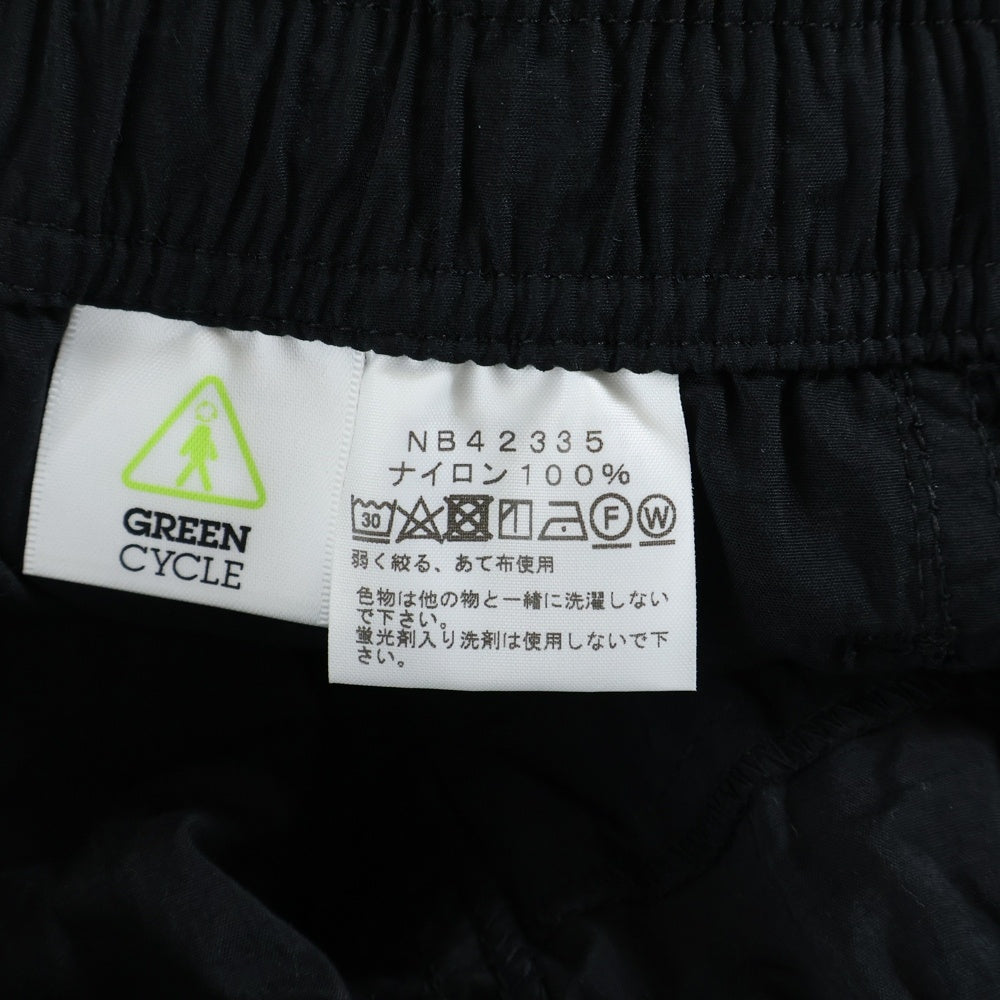 GREEN
CYCLE
NB42335
ナイロン100%
30 F W
弱く絞る、あて布使用
色物は他の物と一緒に洗濯しない
で下さい。
蛍光剤入り洗剤は使用しないで下
さい。